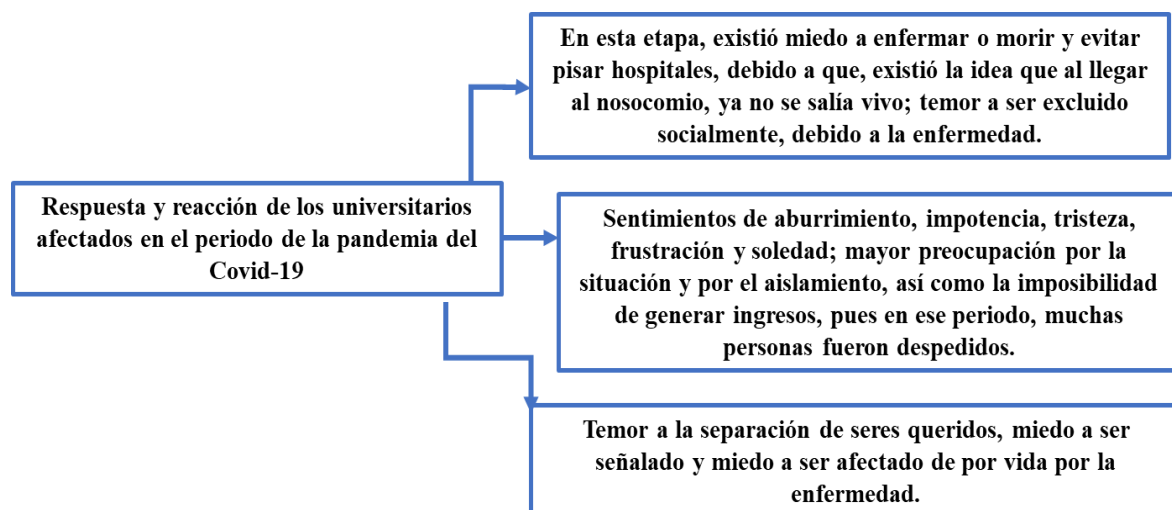 En esta etapa, existió miedo a enfermar o morir y evitar
pisar hospitales, debido a que, existió la idea que al llegar
al nosocomio, ya no se salía vivo; temor a ser excluido
socialmente, debido a la enfermedad.
Respuesta y reacción de los universitarios
afectados en el periodo de la pandemia del
Covid-19
Sentimientos de aburrimiento, impotencia, tristeza,
frustración y soledad; mayor preocupación por la
situación y por el aislamiento, así como la imposibilidad
de generar ingresos, pues en ese periodo, muchas
personas fueron despedidos.
Temor a la separación de seres queridos, miedo a ser
señalado y miedo a ser afectado de por vida por la
enfermedad.